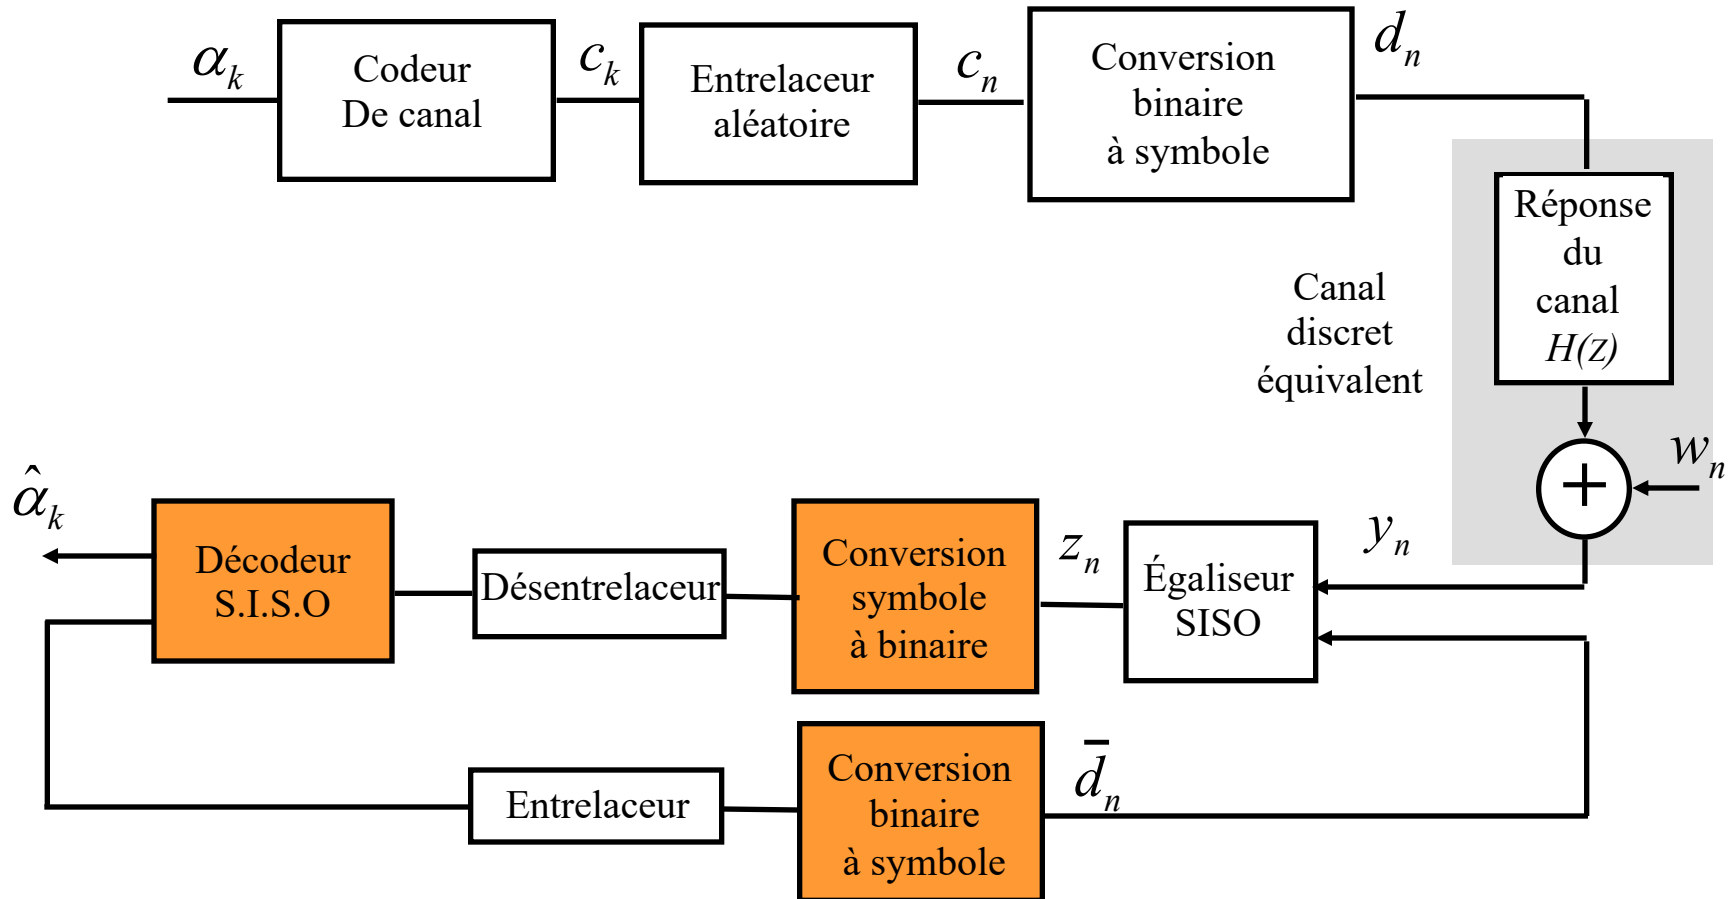 α_k
Codeur
De canal
c_k
Entrelaceur
aléatoire
c_n
Conversion
binaire
à symbole
d_n
Réponse
du
canal
H(z)
Canal
discret
équivalent
+
w_n
y_n
Égaliseur
SISO
z_n
Conversion
symbole
à binaire
Désentrelaceur
Décodeur
S.I.S.O
α̂_k
Entrelaceur
Conversion
binaire
à symbole
d̄_n